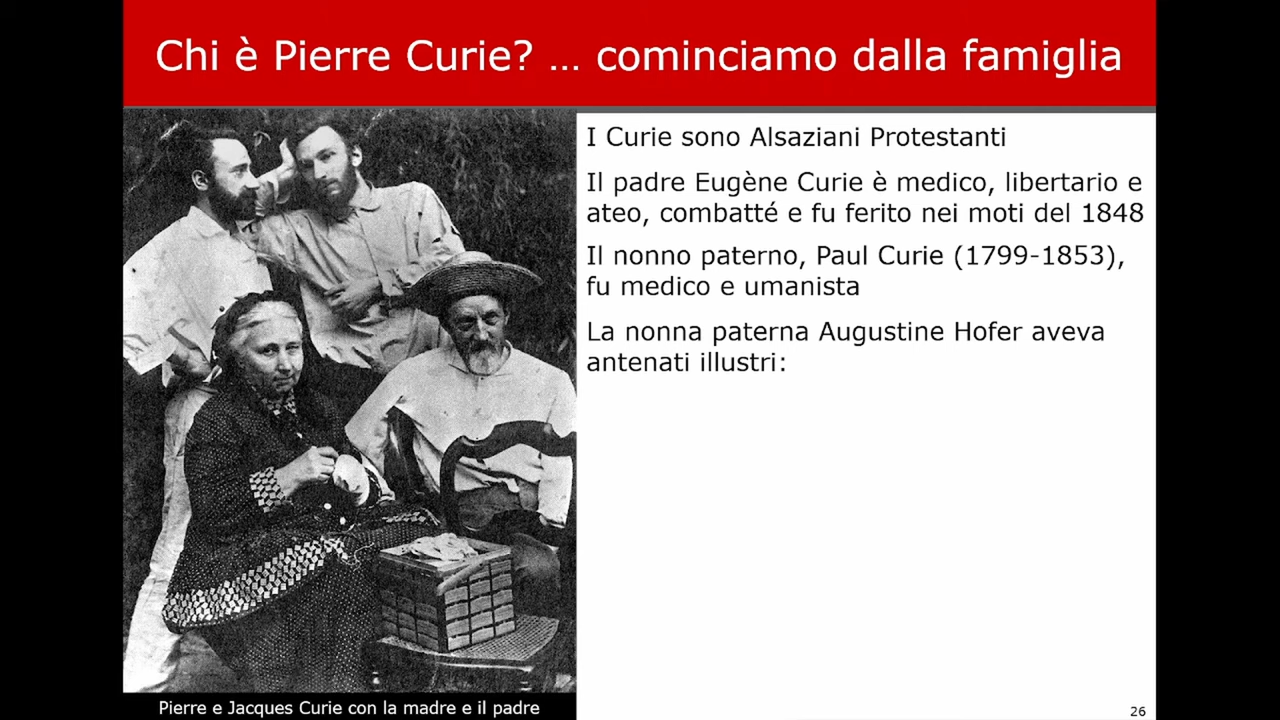 Chi è Pierre Curie? ... cominciamo dalla famiglia
I Curie sono Alsaziani Protestanti
Il padre Eugène Curie è medico, libertario e
ateo, combatté e fu ferito nei moti del 1848
Il nonno paterno, Paul Curie (1799-1853),
fu medico e umanista
La nonna paterna Augustine Hofer aveva
antenati illustri:
Pierre e Jacques Curie con la madre e il padre
26